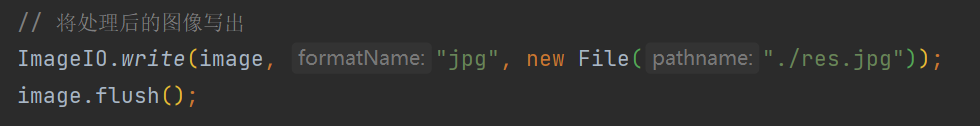 // 将处理后的图像写出
ImageIO.write(image, formatName: "jpg", new File( pathname: "./res.jpg"));
image.flush();